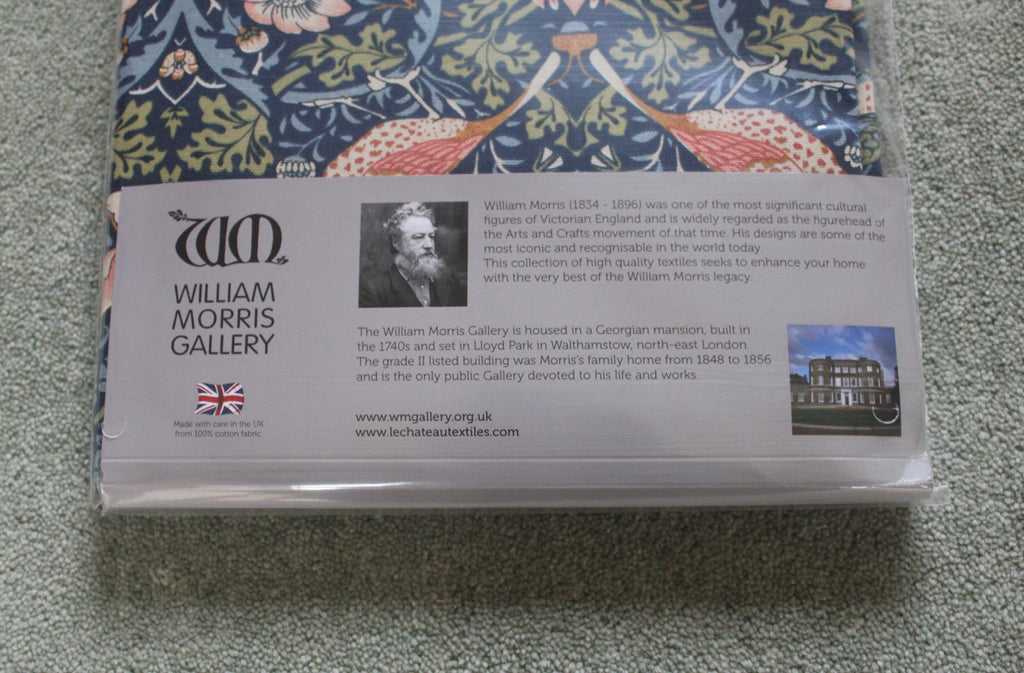 WM
WILLIAM
MORRIS
GALLERY
Made with care in the UK
from 100% cotton fabric
William Morris (1834 - 1896) was one of the most significant cultural
figures of Victorian England and is widely regarded as the figurehead of
the Arts and Crafts movement of that time. His designs are some of the
most iconic and recognisable in the world today.
This collection of high quality textiles seeks to enhance your home
with the very best of the William Morris legacy.
The William Morris Gallery is housed in a Georgian mansion, built in
the 1740s and set in Lloyd Park in Walthamstow, north-east London.
The grade II listed building was Morris's family home from 1848 to 1856
and is the only public Gallery devoted to his life and works.
www.wmgallery.org.uk
www.lechateautextiles.com